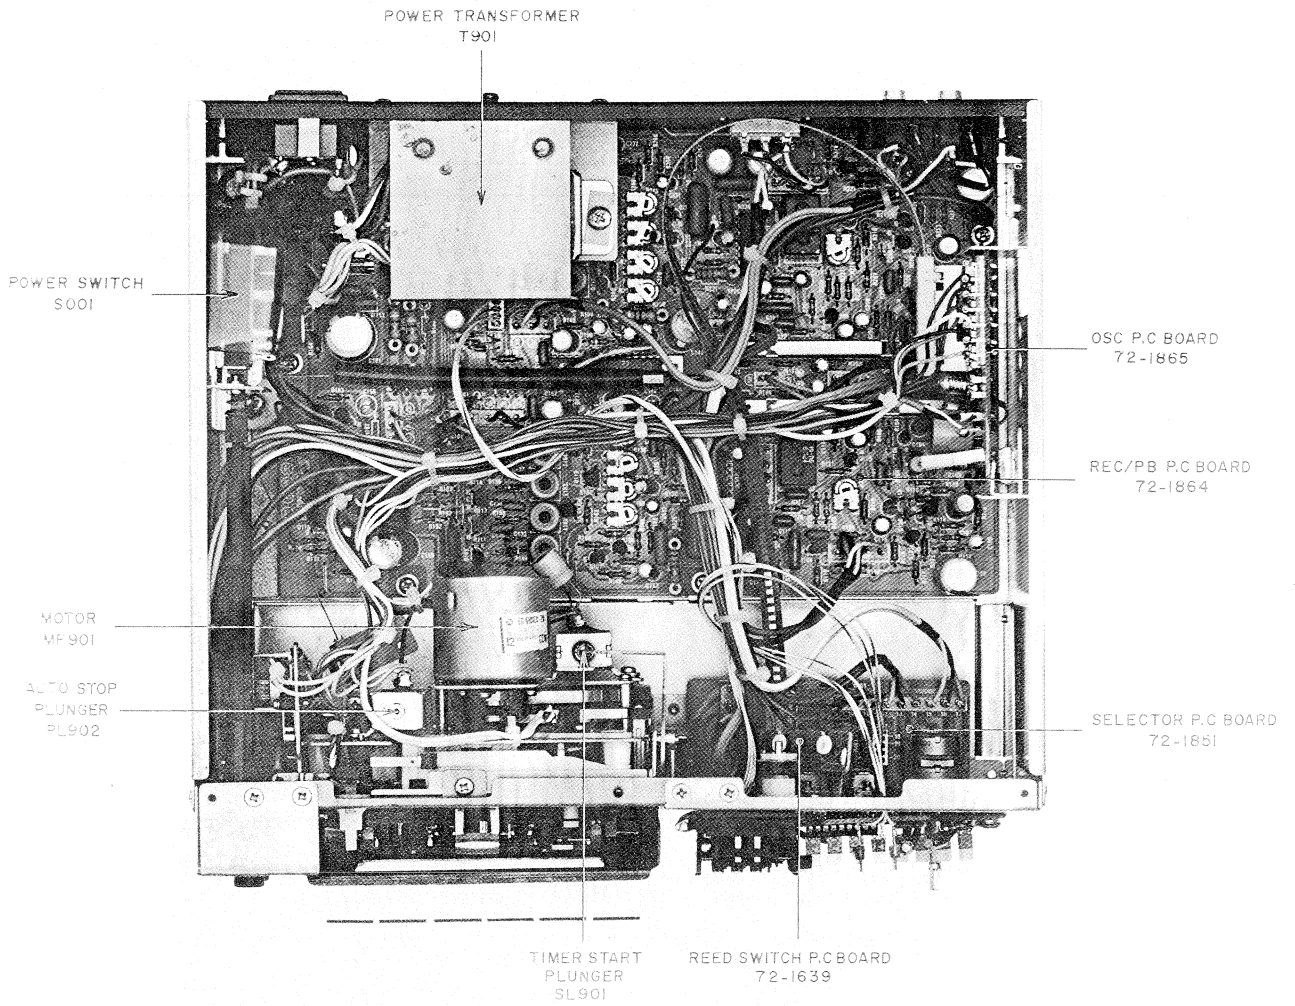 POWER TRANSFORMER
T901
POWER SWITCH
S001
OSC P.C BOARD
72-1865
REC/PB P.C BOARD
72-1864
MOTOR
MF901
AUTO STOP
PLUNGER
PL902
SELECTOR P.C BOARD
72-1851
TIMER START
PLUNGER
SL901
REED SWITCH P.C BOARD
72-1639